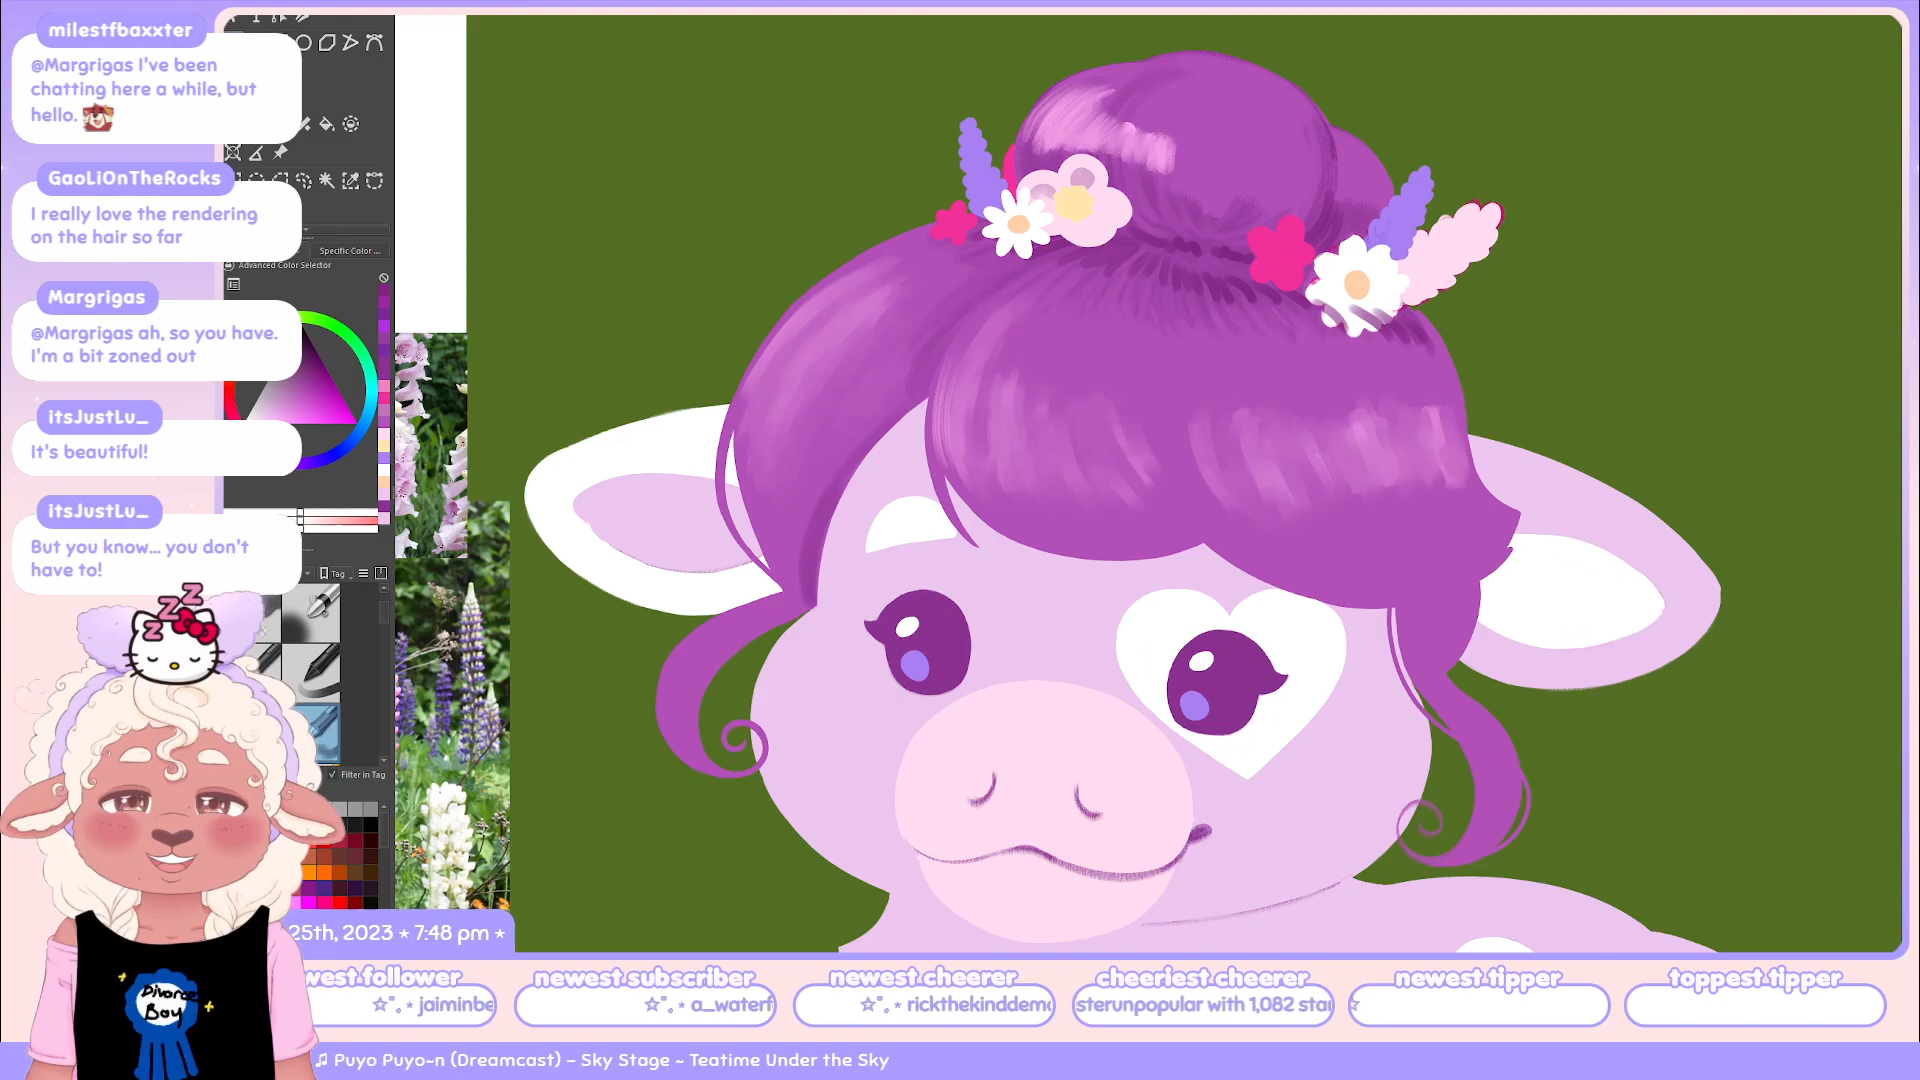 milestfbaxxter
@Margrigas I've been
chatting here a while, but
hello.
GaoLiOnTheRocks
I really love the rendering
on the hair so far
Margrigas
@Margrigas ah, so you have.
I'm a bit zoned out
itsJustLu_
It's beautiful!
itsJustLu_
But you know... you don't
have to!
Specific Color ...
Advanced Color Selector
Tag
Filter in Tag
z z z
Divorce
Boy
25th, 2023 ⋆ 7:48 pm ⋆
west follower
jaiminbe
newest subscriber
a_waterf
newest cheerer
rickthekinddem
cheeriest cheerer
sterunpopular with 1,082 sta
newest tipper
toppest tipper
♫ Puyo Puyo~n (Dreamcast) – Sky Stage ~ Teatime Under the Sky